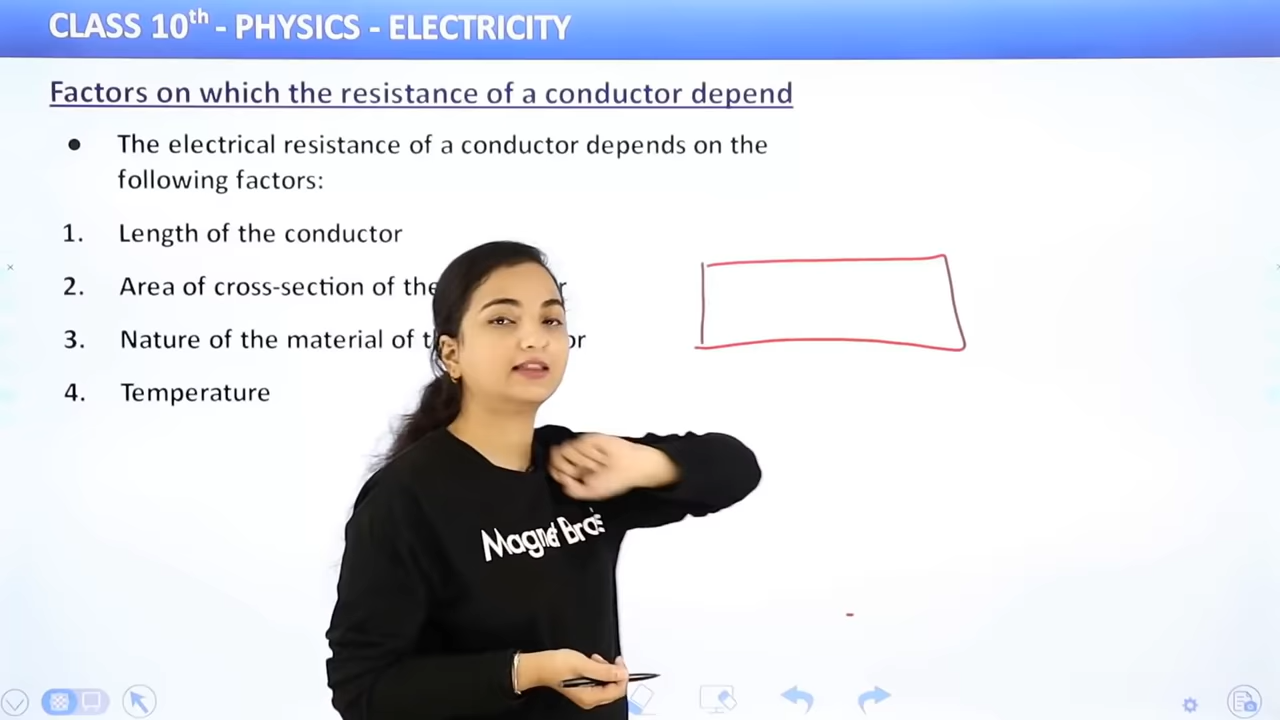 CLASS 10th - PHYSICS - ELECTRICITY
Factors on which the resistance of a conductor depend
● The electrical resistance of a conductor depends on the
following factors:
1. Length of the conductor
2. Area of cross-section of the
3. Nature of the material of
4. Temperature
Magnet